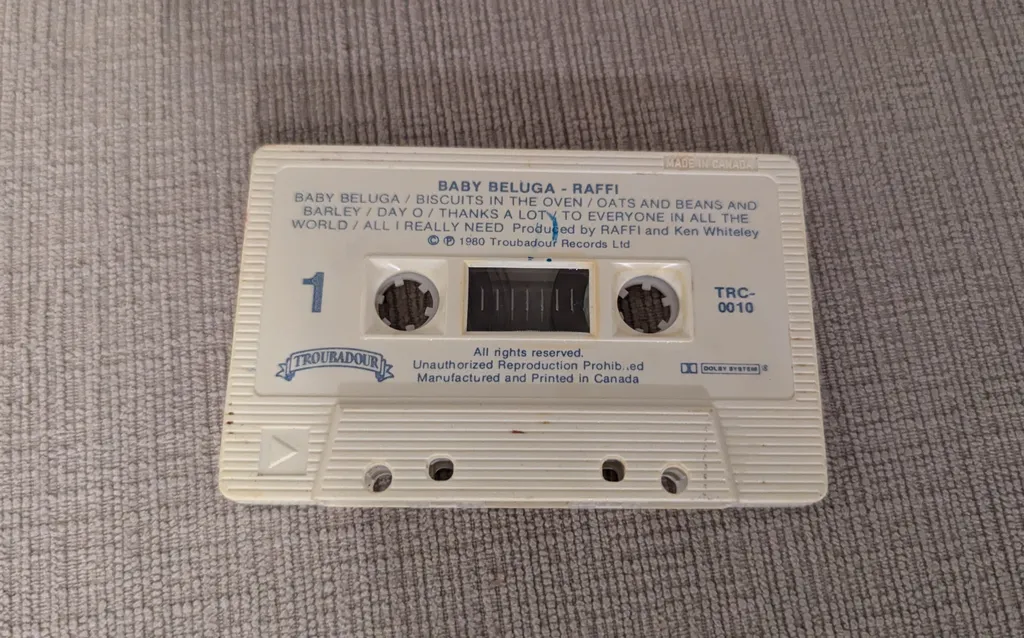 MADE IN CANADA
BABY BELUGA - RAFFI
BABY BELUGA / BISCUITS IN THE OVEN / OATS AND BEANS AND
BARLEY / DAY O / THANKS A LOT / TO EVERYONE IN ALL THE
WORLD / ALL I REALLY NEED Produced by RAFFI and Ken Whiteley
© ℗ 1980 Troubadour Records Ltd
1
TRC-
0010
TROUBADOUR
All rights reserved.
Unauthorized Reproduction Prohib..ed
Manufactured and Printed in Canada
DOLBY SYSTEM ®